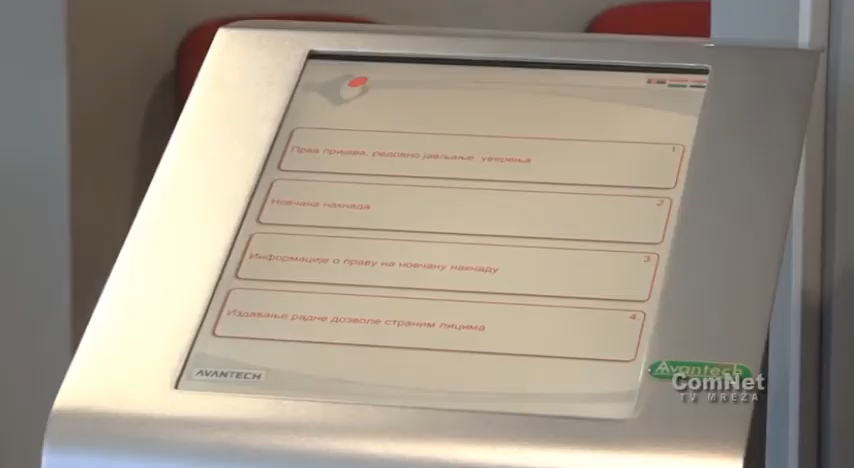 Прва пријава, редовно јављање уверења
1
Новчана накнада
2
Информације о праву на новчану накнаду
3
Издавање радне дозволе страним лицима
4
AVANTECH
Avantech
ComNet
TV MREZA